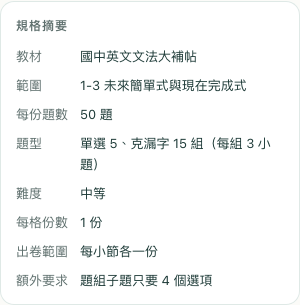 規格摘要
教材 國中英文文法大補帖
範圍 1-3 未來簡單式與現在完成式
每份題數 50 題
題型 單選 5、克漏字 15 組（每組 3 小
題）
難度 中等
每格份數 1 份
出卷範圍 每小節各一份
額外要求 題組子題只要 4 個選項